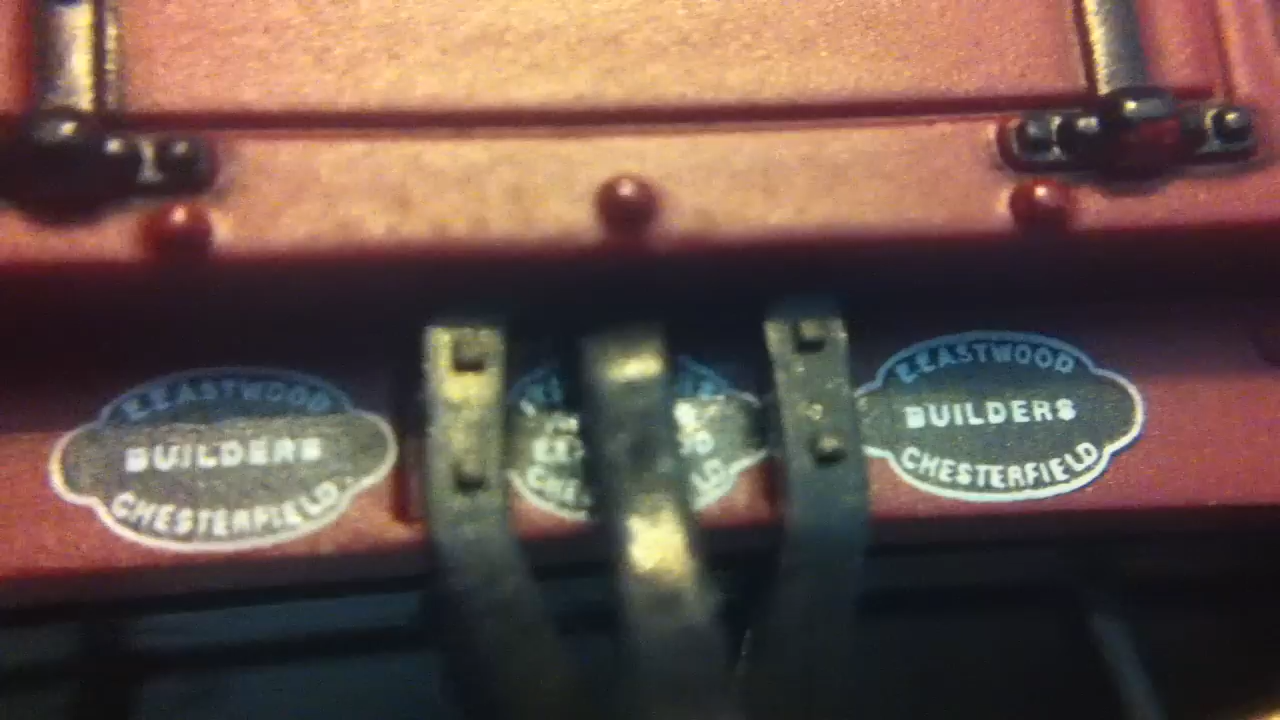 E.EASTWOOD
BUILDERS
CHESTERFIELD.
E.EASTWOOD
BUILDERS
CHESTERFIELD